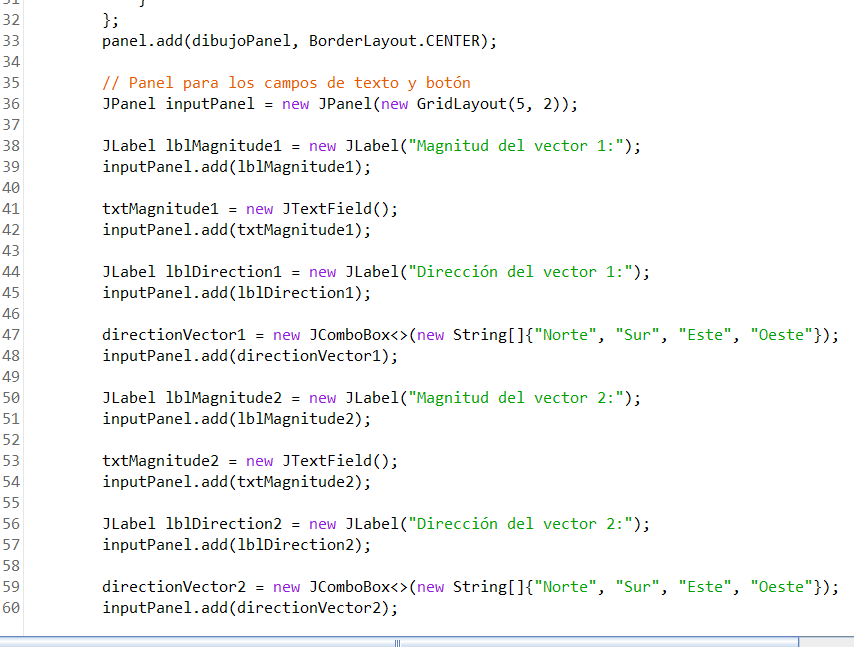 31 }
32 };
33 panel.add(dibujoPanel, BorderLayout.CENTER);
34
35 // Panel para los campos de texto y botón
36 JPanel inputPanel = new JPanel(new GridLayout(5, 2));
37
38 JLabel lblMagnitude1 = new JLabel("Magnitud del vector 1:");
39 inputPanel.add(lblMagnitude1);
40
41 txtMagnitude1 = new JTextField();
42 inputPanel.add(txtMagnitude1);
43
44 JLabel lblDirection1 = new JLabel("Dirección del vector 1:");
45 inputPanel.add(lblDirection1);
46
47 directionVector1 = new JComboBox<>(new String[]{"Norte", "Sur", "Este", "Oeste"});
48 inputPanel.add(directionVector1);
49
50 JLabel lblMagnitude2 = new JLabel("Magnitud del vector 2:");
51 inputPanel.add(lblMagnitude2);
52
53 txtMagnitude2 = new JTextField();
54 inputPanel.add(txtMagnitude2);
55
56 JLabel lblDirection2 = new JLabel("Dirección del vector 2:");
57 inputPanel.add(lblDirection2);
58
59 directionVector2 = new JComboBox<>(new String[]{"Norte", "Sur", "Este", "Oeste"});
60 inputPanel.add(directionVector2);